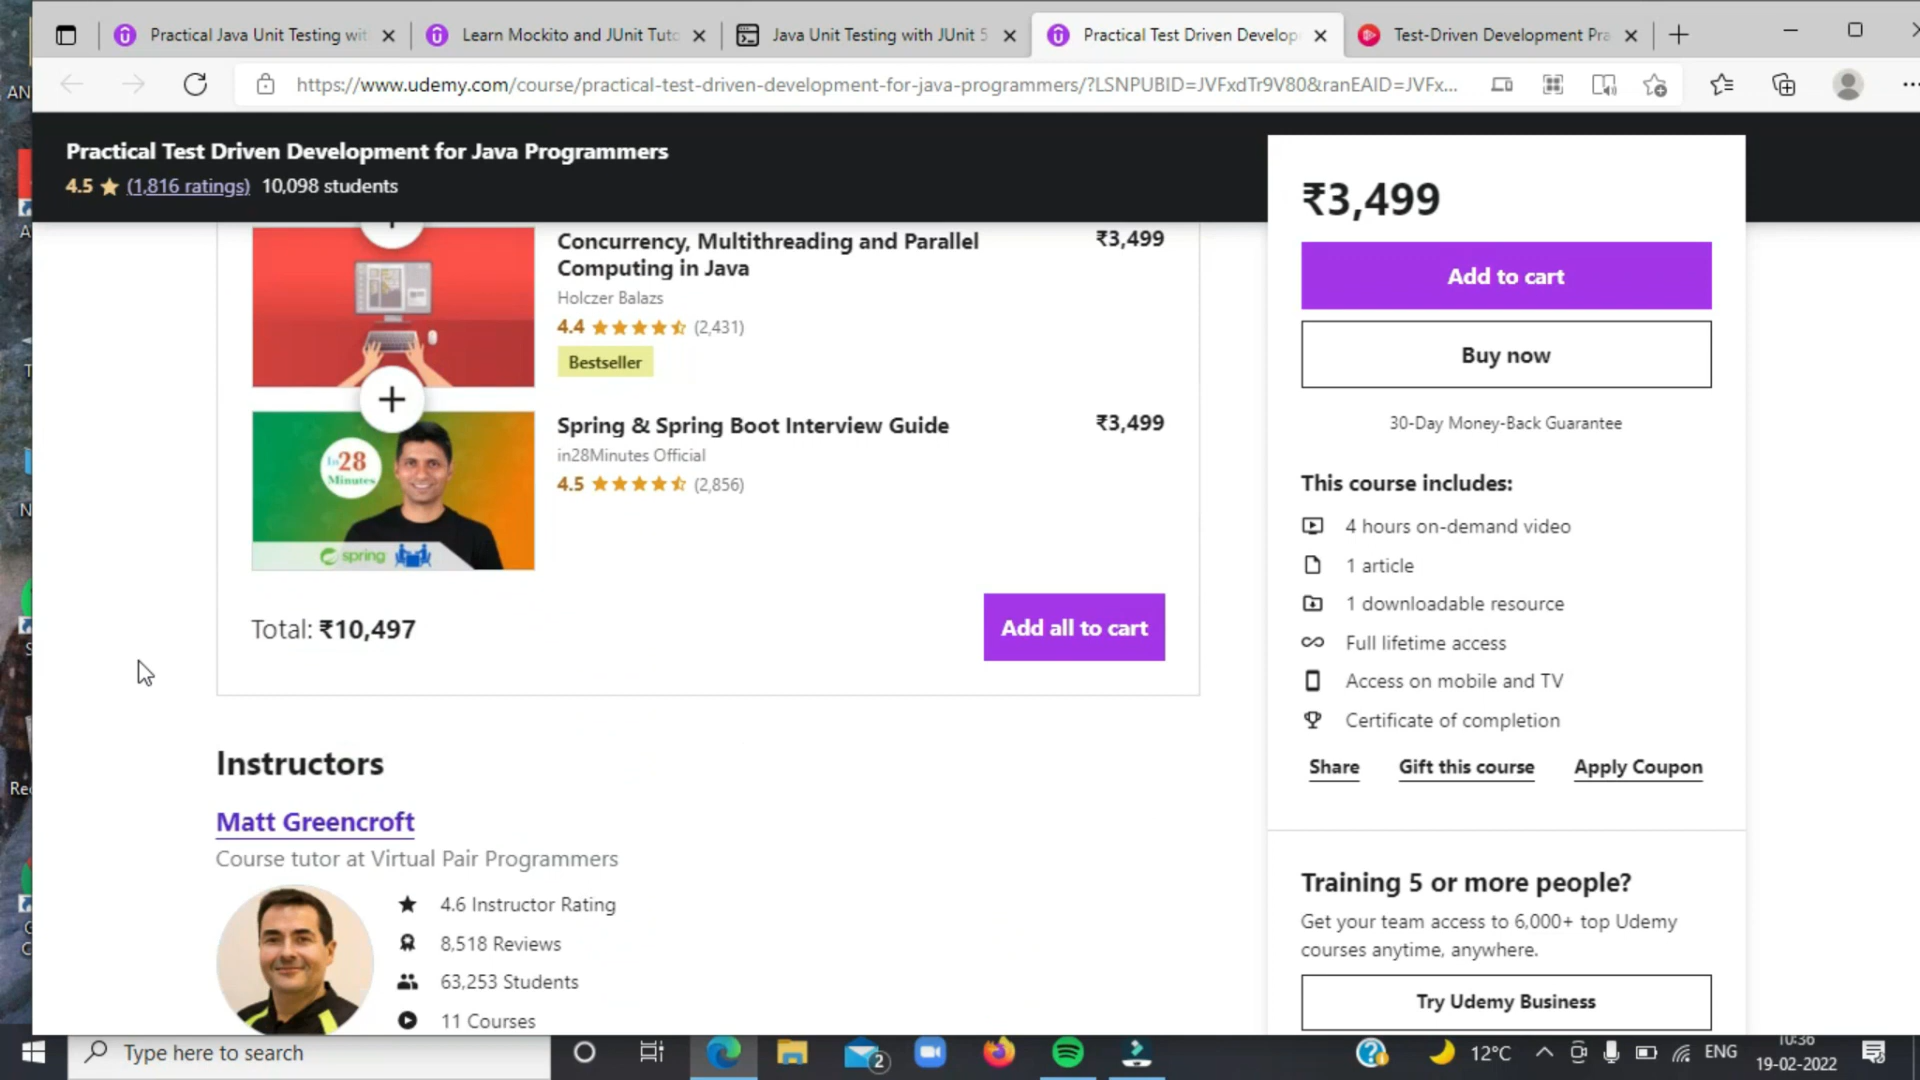 Practical Java Unit Testing wit
Learn Mockito and JUnit Tuto
Java Unit Testing with JUnit 5
Practical Test Driven Develop
Test-Driven Development Pra
https://www.udemy.com/course/practical-test-driven-development-for-java-programmers/?LSNPUBID=JVFxdTr9V80&ranEAID=JVFx...
Practical Test Driven Development for Java Programmers
4.5 ★ (1,816 ratings) 10,098 students
Concurrency, Multithreading and Parallel
Computing in Java
₹3,499
Holczer Balazs
4.4 (2,431)
Bestseller
Spring & Spring Boot Interview Guide
₹3,499
in28Minutes Official
4.5 (2,856)
In 28
Minutes
spring
Total: ₹10,497
Add all to cart
Instructors
Matt Greencroft
Course tutor at Virtual Pair Programmers
4.6 Instructor Rating
8,518 Reviews
63,253 Students
11 Courses
₹3,499
Add to cart
Buy now
30-Day Money-Back Guarantee
This course includes:
4 hours on-demand video
1 article
1 downloadable resource
Full lifetime access
Access on mobile and TV
Certificate of completion
Share Gift this course Apply Coupon
Training 5 or more people?
Get your team access to 6,000+ top Udemy
courses anytime, anywhere.
Try Udemy Business
Type here to search
2
12°C
ENG
10:36
19-02-2022